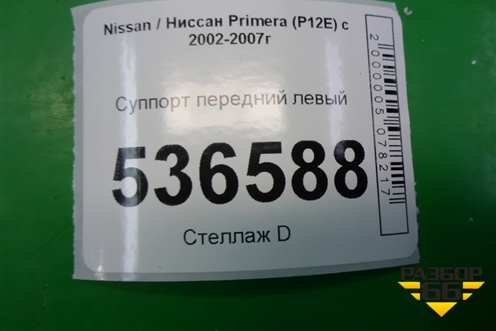 Nissan / Ниссан Primera (P12E) с
2002-2007г
Суппорт передний левый
536588
Стеллаж D
2000005078217
РАЗБОР
66